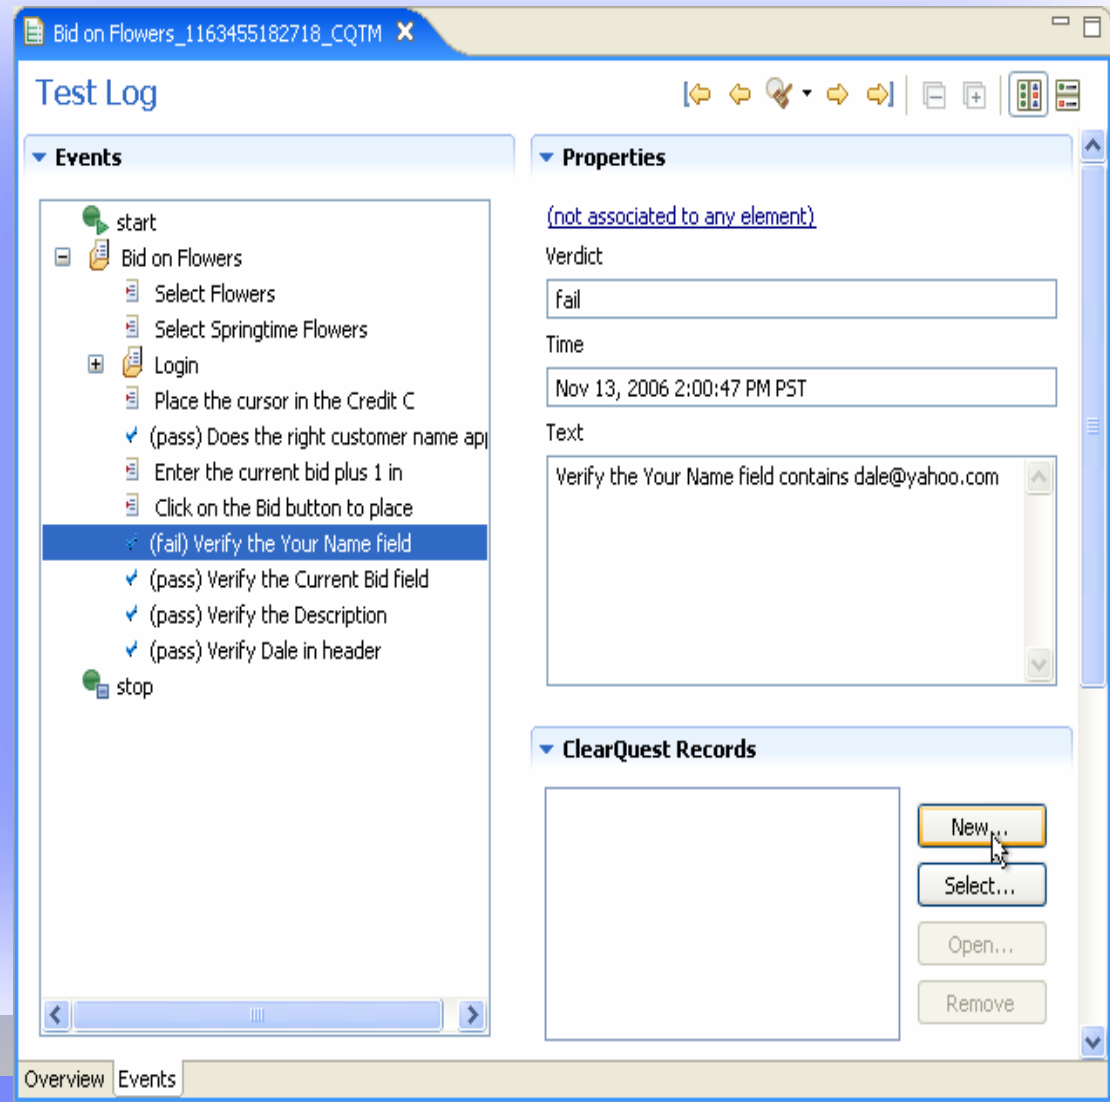 Bid on Flowers_1163455182718_CQTM
Test Log
Events
start
Bid on Flowers
Select Flowers
Select Springtime Flowers
Login
Place the cursor in the Credit C
(pass) Does the right customer name app
Enter the current bid plus 1 in
Click on the Bid button to place
(fail) Verify the Your Name field
(pass) Verify the Current Bid field
(pass) Verify the Description
(pass) Verify Dale in header
stop
Properties
(not associated to any element)
Verdict
fail
Time
Nov 13, 2006 2:00:47 PM PST
Text
Verify the Your Name field contains dale@yahoo.com
ClearQuest Records
New...
Select...
Open...
Remove
Overview
Events